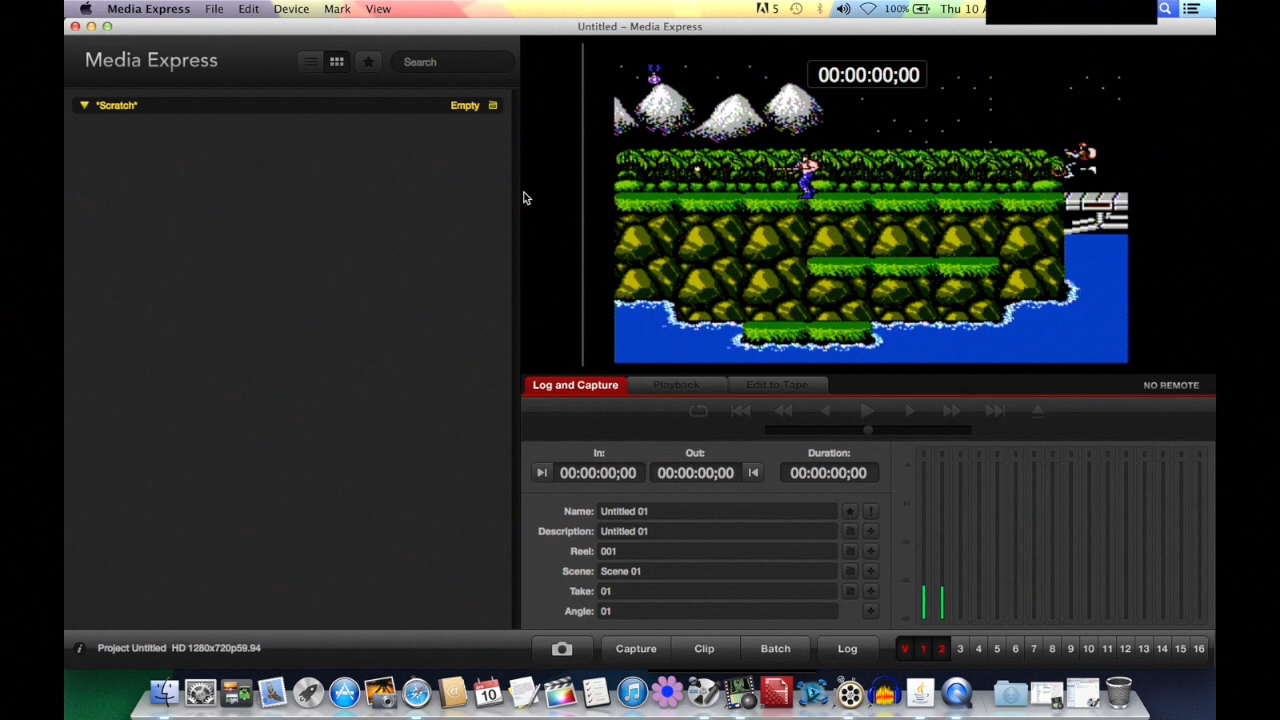 Media Express File Edit Device Mark View 5 100% Thu 10
Untitled – Media Express
Media Express
Search
*Scratch* Empty
00:00:00;00
Log and Capture Playback Edit to Tape NO REMOTE
In: Out: Duration:
00:00:00;00 00:00:00;00 00:00:00;00
Name: Untitled 01
Description: Untitled 01
Reel: 001
Scene: Scene 01
Take: 01
Angle: 01
Project Untitled HD 1280x720p59.94
Capture Clip Batch Log
V 1 2 3 4 5 6 7 8 9 10 11 12 13 14 15 16
10